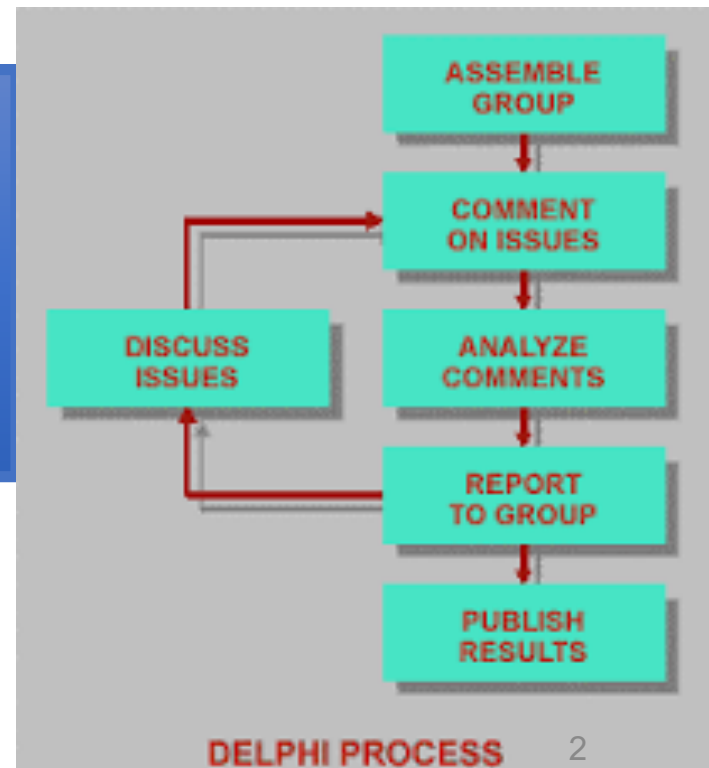 ASSEMBLE
GROUP
COMMENT
ON ISSUES
DISCUSS
ISSUES
ANALYZE
COMMENTS
REPORT
TO GROUP
PUBLISH
RESULTS
DELPHI PROCESS
2